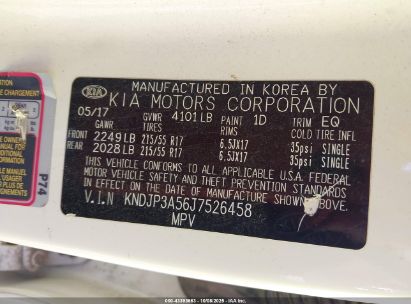 MANUFACTURED IN KOREA BY
KIA KIA MOTORS CORPORATION
05/17 GVWR 4101LB PAINT 1D TRIM EQ
GAWR TIRES RIMS COLD TIRE INFL
FRONT 2249LB 215/55 R17 6.5JX17 35psi SINGLE
REAR 2028LB 215/55 R17 6.5JX17 35psi SINGLE
THIS VEHICLE CONFORMS TO ALL APPLICABLE U.S.A. FEDERAL
MOTOR VEHICLE SAFETY BUMPER, AND THEFT PREVENTION STANDARDS
IN EFFECT ON THE DATE OF MANUFACTURE SHOWN ABOVE.
V.I.N KNDJP3A56J7526458
MPV
CHARGEMENT
P74